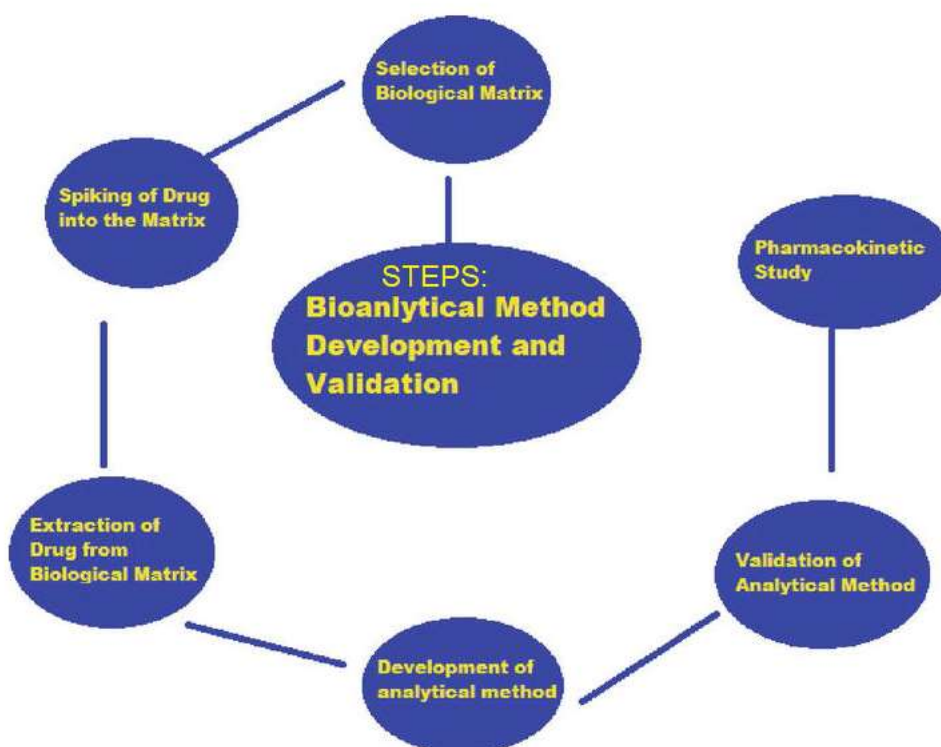 STEPS:
Bioanlytical Method
Development and
Validation
Selection of
Biological Matrix
Spiking of Drug
into the Matrix
Extraction of
Drug from
Biological Matrix
Development of
analytical method
Validation of
Analytical Method
Pharmacokinetic
Study